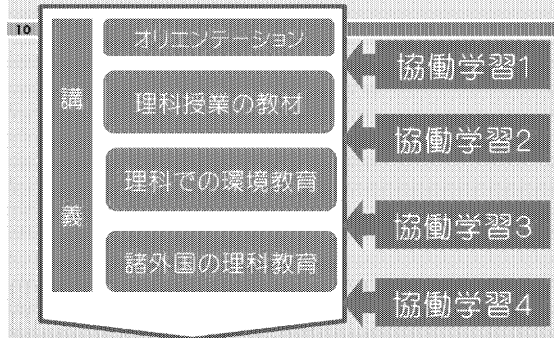 10
講義
オリエンテーション
理科授業の教材
理科での環境教育
諸外国の理科教育
協働学習1
協働学習2
協働学習3
協働学習4